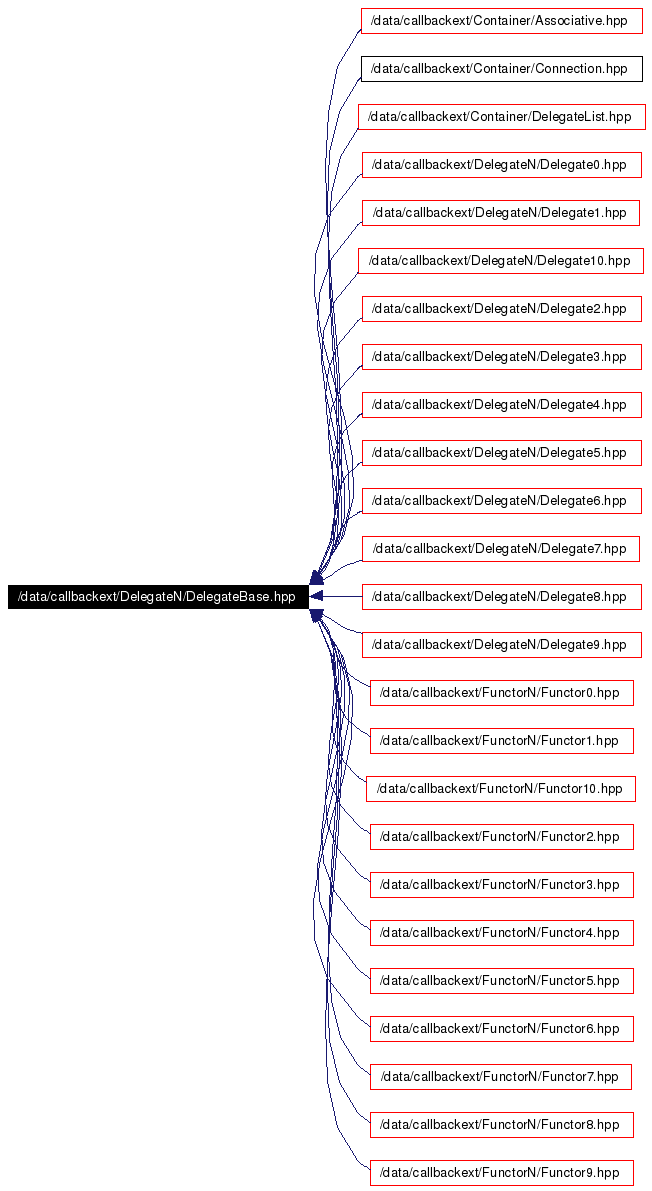 /data/callbackext/Container/Associative.hpp
/data/callbackext/Container/Connection.hpp
/data/callbackext/Container/DelegateList.hpp
/data/callbackext/DelegateN/Delegate0.hpp
/data/callbackext/DelegateN/Delegate1.hpp
/data/callbackext/DelegateN/Delegate10.hpp
/data/callbackext/DelegateN/Delegate2.hpp
/data/callbackext/DelegateN/Delegate3.hpp
/data/callbackext/DelegateN/Delegate4.hpp
/data/callbackext/DelegateN/Delegate5.hpp
/data/callbackext/DelegateN/Delegate6.hpp
/data/callbackext/DelegateN/Delegate7.hpp
/data/callbackext/DelegateN/DelegateBase.hpp
/data/callbackext/DelegateN/Delegate8.hpp
/data/callbackext/DelegateN/Delegate9.hpp
/data/callbackext/FunctorN/Functor0.hpp
/data/callbackext/FunctorN/Functor1.hpp
/data/callbackext/FunctorN/Functor10.hpp
/data/callbackext/FunctorN/Functor2.hpp
/data/callbackext/FunctorN/Functor3.hpp
/data/callbackext/FunctorN/Functor4.hpp
/data/callbackext/FunctorN/Functor5.hpp
/data/callbackext/FunctorN/Functor6.hpp
/data/callbackext/FunctorN/Functor7.hpp
/data/callbackext/FunctorN/Functor8.hpp
/data/callbackext/FunctorN/Functor9.hpp